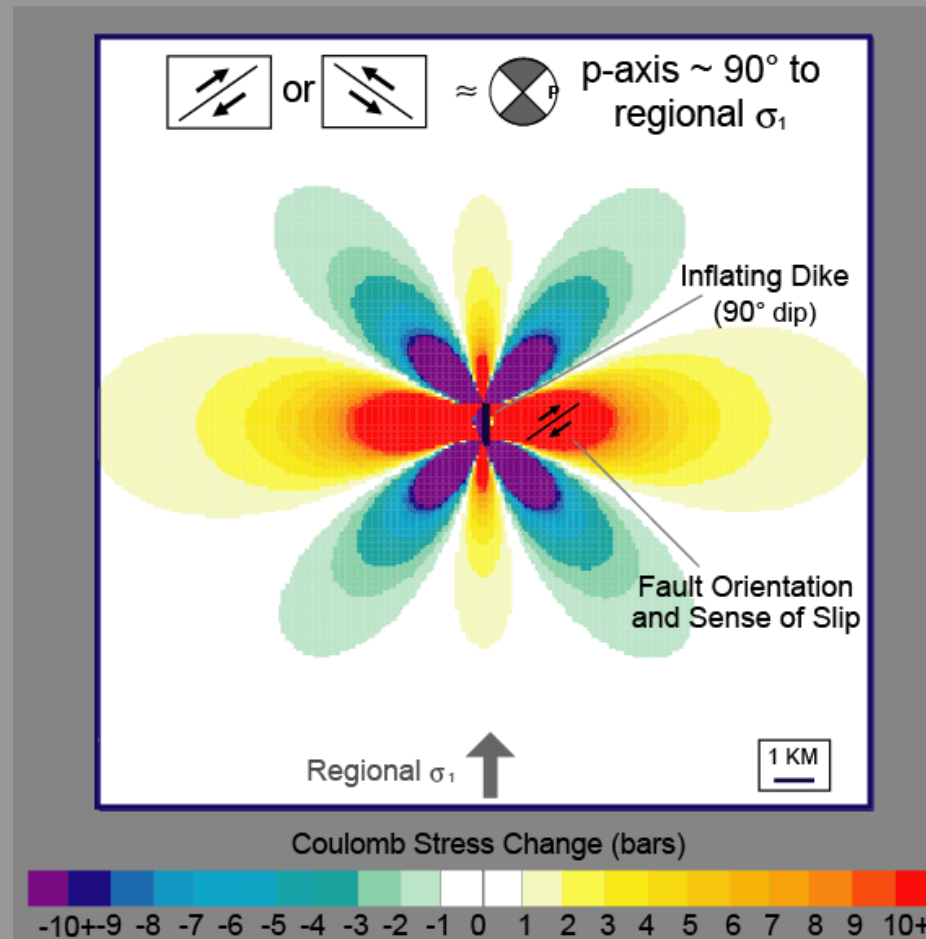 or ≈ P p-axis ~ 90° to
regional σ₁
Inflating Dike
(90° dip)
Fault Orientation
and Sense of Slip
Regional σ₁
1 KM
Coulomb Stress Change (bars)
-10+-9 -8 -7 -6 -5 -4 -3 -2 -1 0 1 2 3 4 5 6 7 8 9 10+